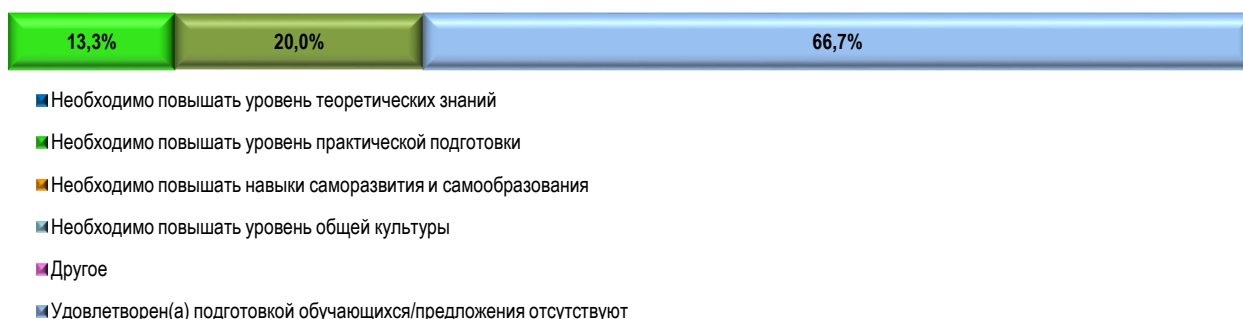 13,3% 20,0% 66,7%
Необходимо повышать уровень теоретических знаний
Необходимо повышать уровень практической подготовки
Необходимо повышать навыки саморазвития и самообразования
Необходимо повышать уровень общей культуры
Другое
Удовлетворен(а) подготовкой обучающихся/предложения отсутствуют